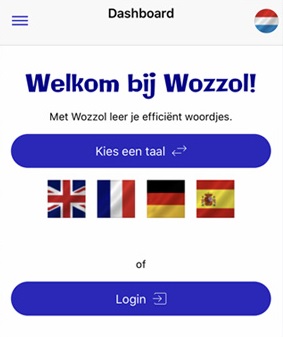 Dashboard
Welkom bij Wozzol!
Met Wozzol leer je efficiënt woordjes.
Kies een taal
of
Login